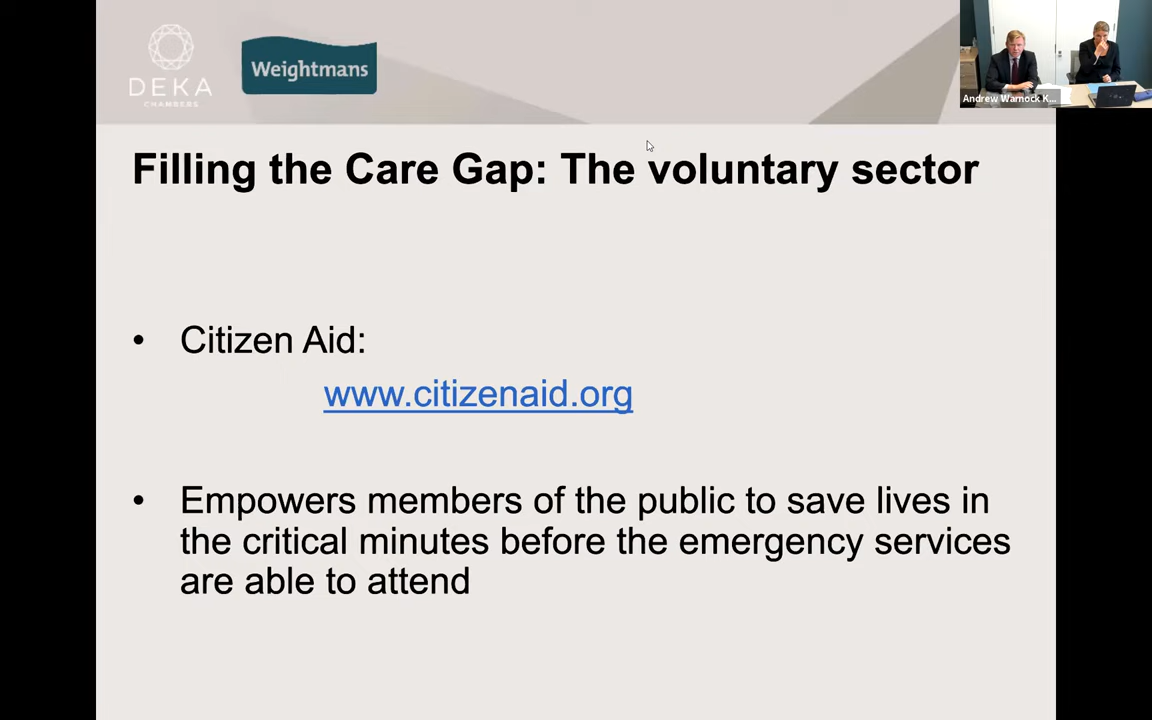 DEKA
CHAMBERS
Weightmans
Andrew Warnock K...
Filling the Care Gap: The voluntary sector
• Citizen Aid:
www.citizenaid.org
• Empowers members of the public to save lives in
the critical minutes before the emergency services
are able to attend